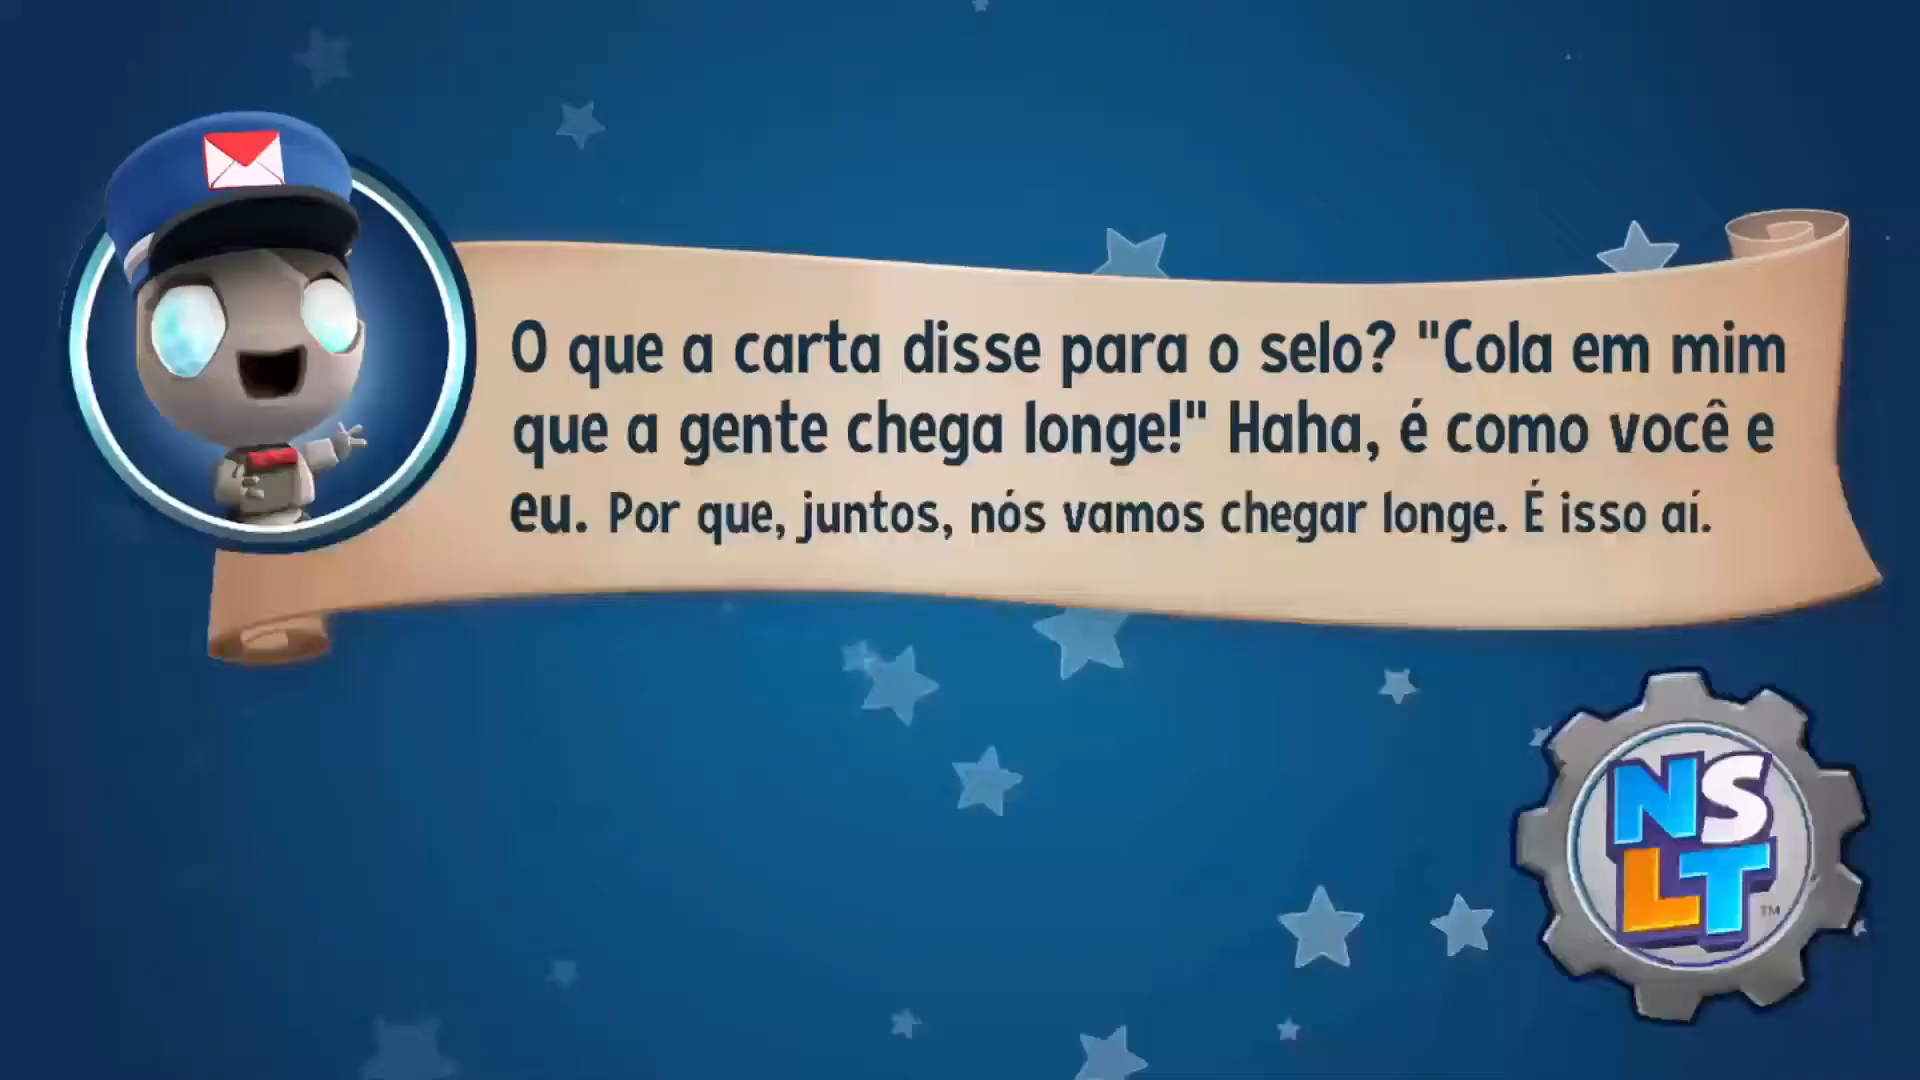 O que a carta disse para o selo? "Cola em mim
que a gente chega longe!" Haha, é como você e
eu. Por que, juntos, nós vamos chegar longe. É isso aí.
NS
LT
TM